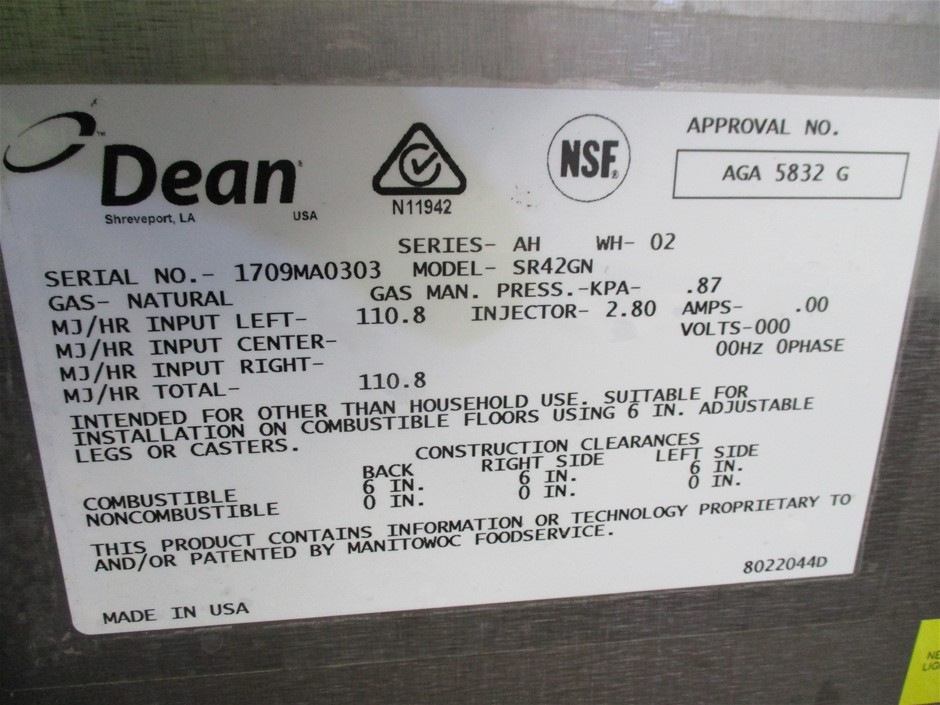 Dean
Shreveport, LA USA
N11942
NSF®
APPROVAL NO.
AGA 5832 G
SERIES- AH WH- 02
SERIAL NO.- 1709MA0303 MODEL- SR42GN
GAS- NATURAL GAS MAN. PRESS.-KPA- .87
MJ/HR INPUT LEFT- 110.8 INJECTOR- 2.80 AMPS- .00
MJ/HR INPUT CENTER- VOLTS-000
MJ/HR INPUT RIGHT- 00Hz 0PHASE
MJ/HR TOTAL- 110.8
INTENDED FOR OTHER THAN HOUSEHOLD USE. SUITABLE FOR
INSTALLATION ON COMBUSTIBLE FLOORS USING 6 IN. ADJUSTABLE
LEGS OR CASTERS.
CONSTRUCTION CLEARANCES
BACK RIGHT SIDE LEFT SIDE
COMBUSTIBLE 6 IN. 6 IN. 6 IN.
NONCOMBUSTIBLE 0 IN. 0 IN. 0 IN.
THIS PRODUCT CONTAINS INFORMATION OR TECHNOLOGY PROPRIETARY TO
AND/OR PATENTED BY MANITOWOC FOODSERVICE.
8022044D
MADE IN USA